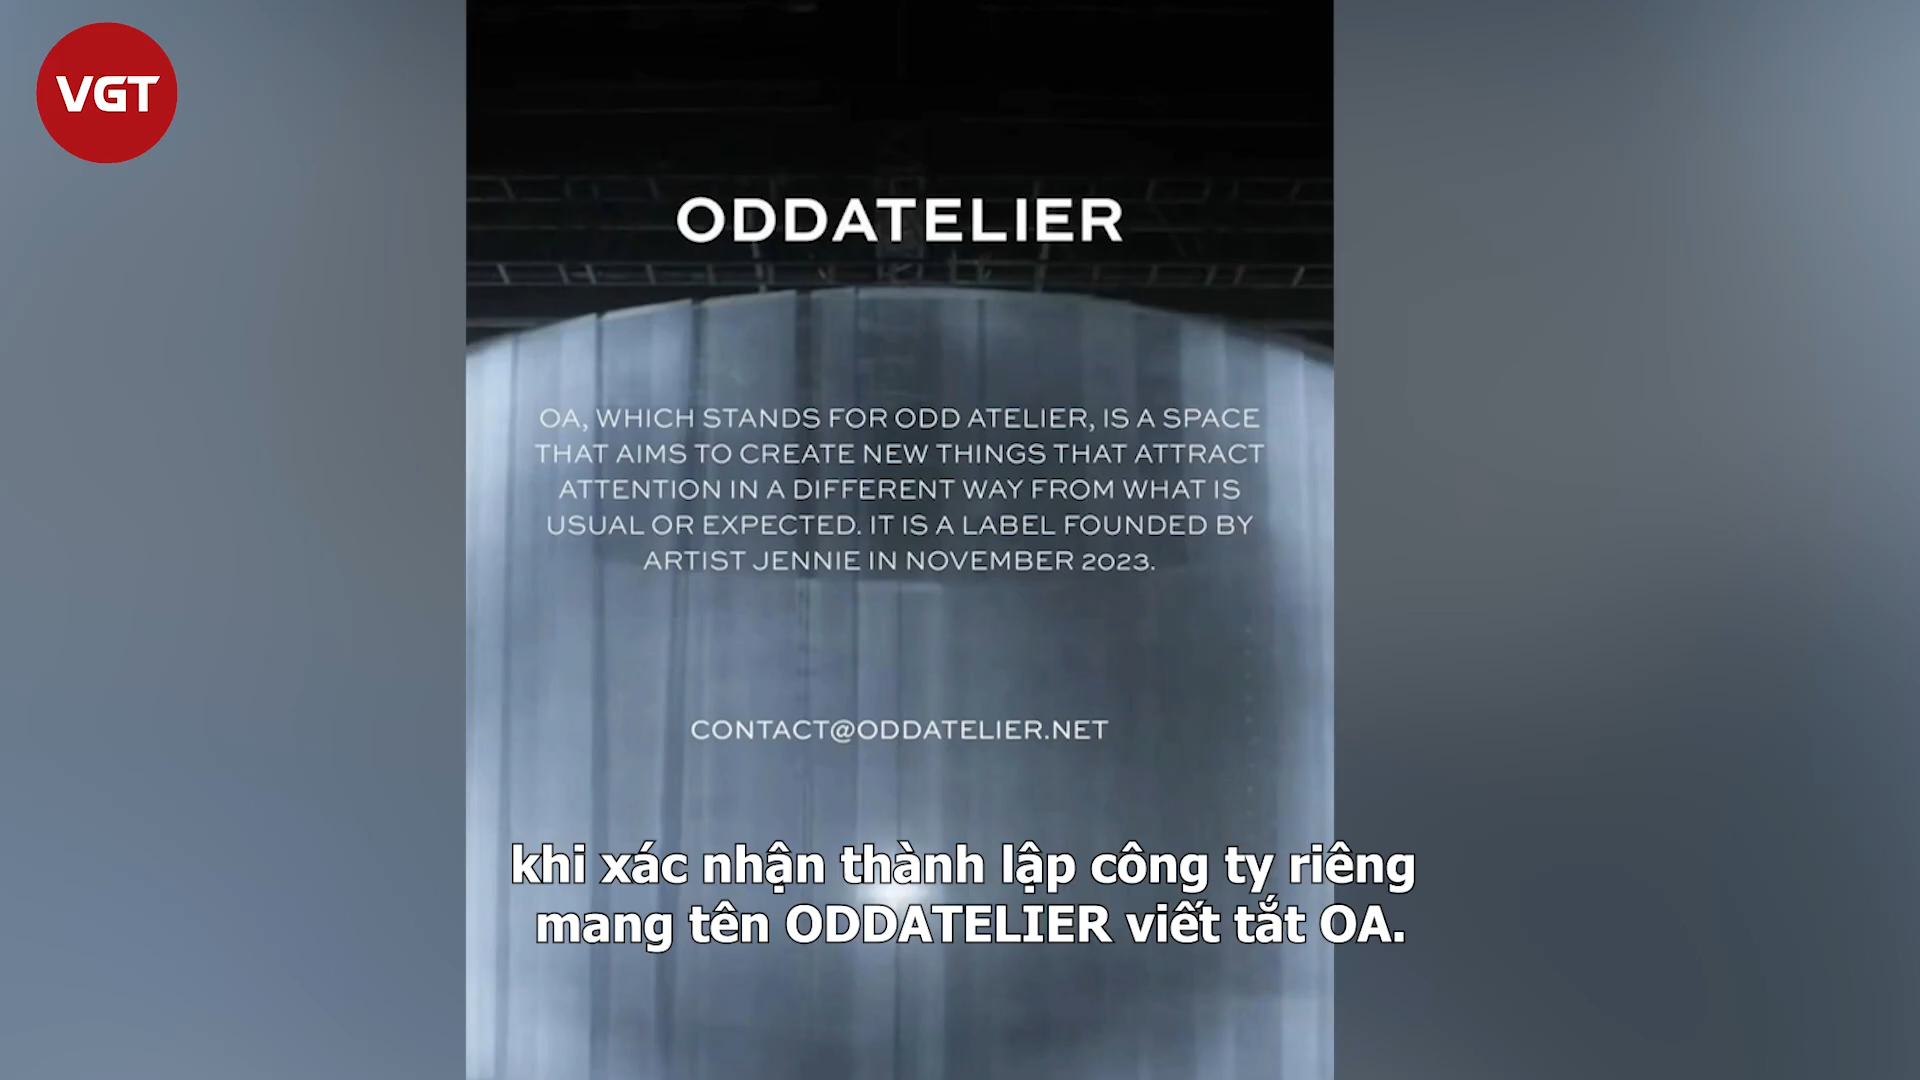 VGT
ODDATELIER
OA, WHICH STANDS FOR ODD ATELIER, IS A SPACE
THAT AIMS TO CREATE NEW THINGS THAT ATTRACT
ATTENTION IN A DIFFERENT WAY FROM WHAT IS
USUAL OR EXPECTED. IT IS A LABEL FOUNDED BY
ARTIST JENNIE IN NOVEMBER 2023.
CONTACT@ODDATELIER.NET
khi xác nhận thành lập công ty riêng
mang tên ODDATELIER viết tắt OA.